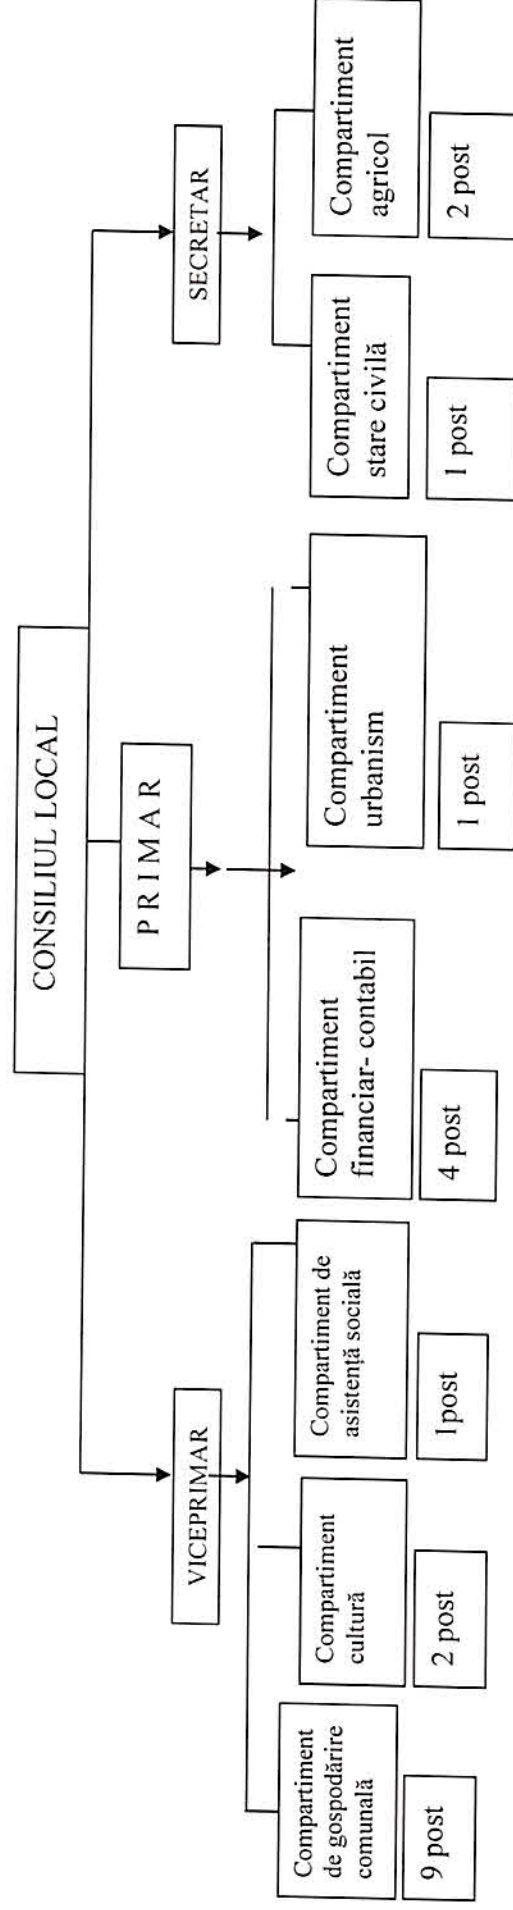 CONSILIUL LOCAL
P R I M A R
VICEPRIMAR
SECRETAR
Compartiment
de gospodărire
comunală
Compartiment
cultură
Compartiment de
asistență socială
Compartiment
financiar- contabil
Compartiment
urbanism
Compartiment
stare civilă
Compartiment
agricol
9 post
2 post
1post
4 post
1 post
1 post
2 post